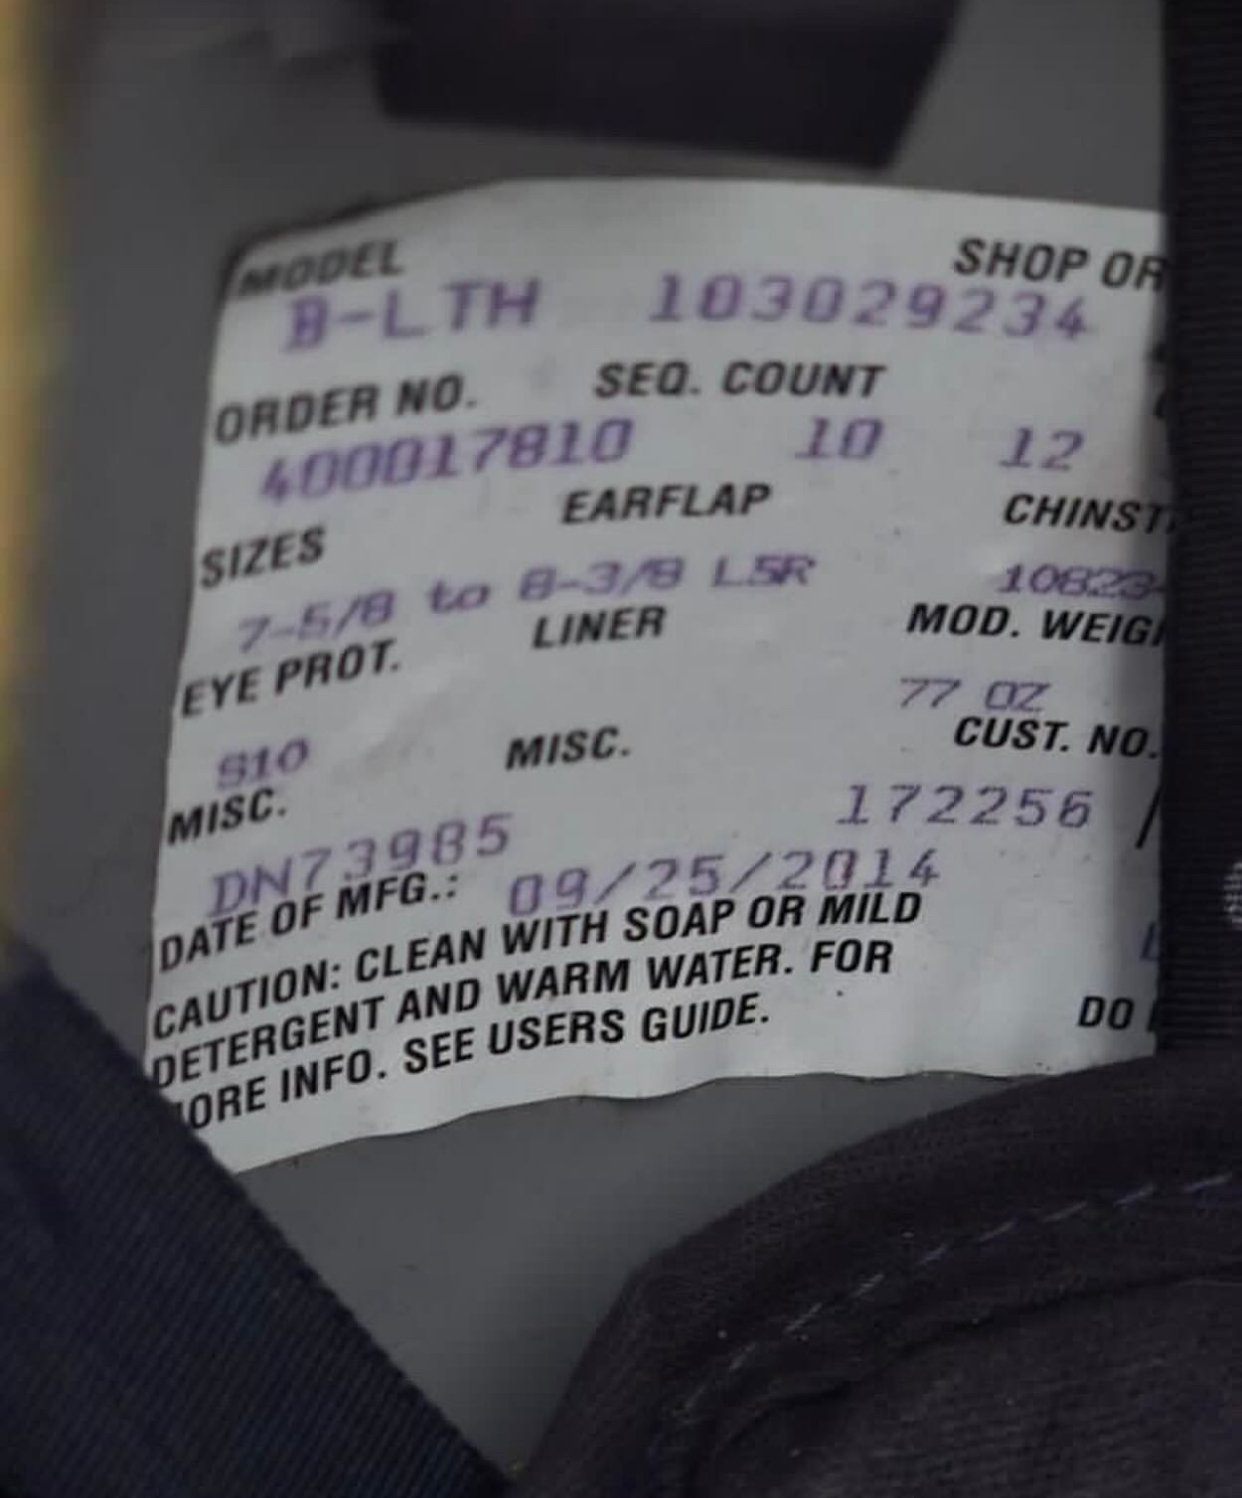 MODEL SHOP OR
B-LTH 103029234
ORDER NO. SEQ. COUNT
400017810 10 12
SIZES EARFLAP CHINST
7-5/8 to 8-3/8 LSR 10823-
EYE PROT. LINER MOD. WEIG
S10 77 OZ
MISC. MISC. CUST. NO.
DN73985 172256 /
DATE OF MFG.: 09/25/2014
CAUTION: CLEAN WITH SOAP OR MILD
DETERGENT AND WARM WATER. FOR
MORE INFO. SEE USERS GUIDE.
DO